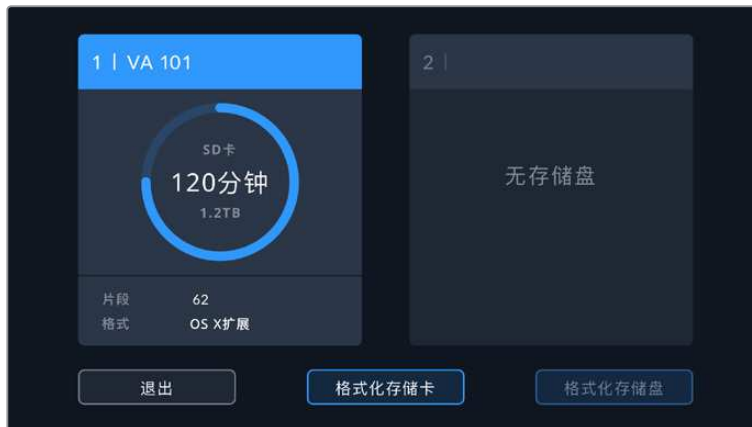 1 | VA 101
SD卡
120分钟
1.2TB
片段 62
格式 OS X扩展
2 |
无存储盘
退出
格式化存储卡
格式化存储盘